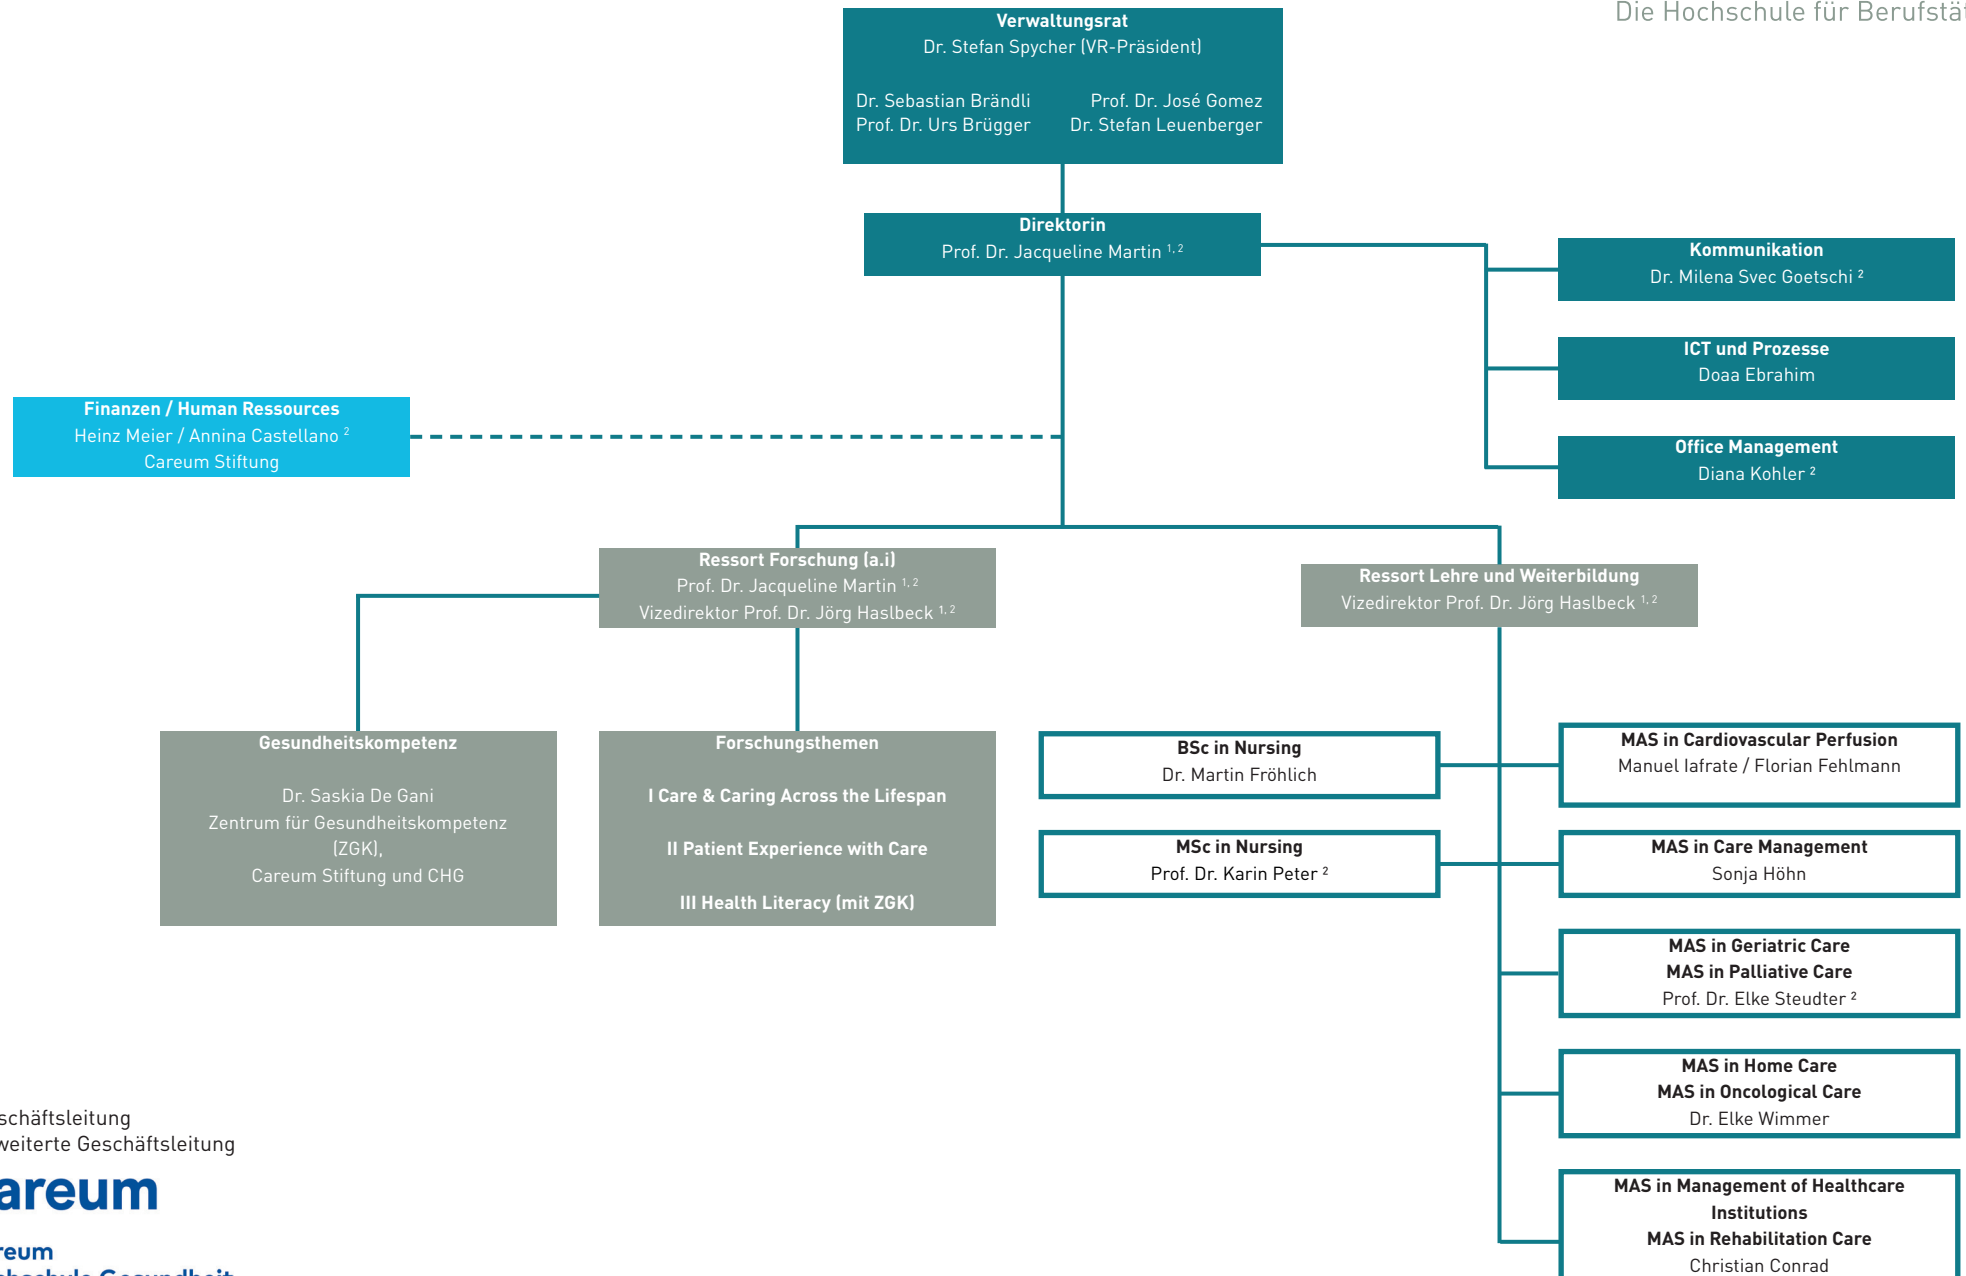 Die Hochschule für Berufstät
Verwaltungsrat
Dr. Stefan Spycher (VR-Präsident)
Dr. Sebastian Brändli Prof. Dr. José Gomez
Prof. Dr. Urs Brügger Dr. Stefan Leuenberger
Direktorin
Prof. Dr. Jacqueline Martin 1, 2
Kommunikation
Dr. Milena Svec Goetschi 2
ICT und Prozesse
Doaa Ebrahim
Office Management
Diana Kohler 2
Finanzen / Human Ressources
Heinz Meier / Annina Castellano 2
Careum Stiftung
Ressort Forschung (a.i)
Prof. Dr. Jacqueline Martin 1, 2
Vizedirektor Prof. Dr. Jörg Haslbeck 1, 2
Ressort Lehre und Weiterbildung
Vizedirektor Prof. Dr. Jörg Haslbeck 1, 2
Gesundheitskompetenz
Dr. Saskia De Gani
Zentrum für Gesundheitskompetenz
(ZGK),
Careum Stiftung und CHG
Forschungsthemen
I Care & Caring Across the Lifespan
II Patient Experience with Care
III Health Literacy (mit ZGK)
BSc in Nursing
Dr. Martin Fröhlich
MSc in Nursing
Prof. Dr. Karin Peter 2
MAS in Cardiovascular Perfusion
Manuel Iafrate / Florian Fehlmann
MAS in Care Management
Sonja Höhn
MAS in Geriatric Care
MAS in Palliative Care
Prof. Dr. Elke Steudter 2
MAS in Home Care
MAS in Oncological Care
Dr. Elke Wimmer
MAS in Management of Healthcare
Institutions
MAS in Rehabilitation Care
Christian Conrad
schäftsleitung
weiterte Geschäftsleitung
areum
reum
hschule Gesundheit